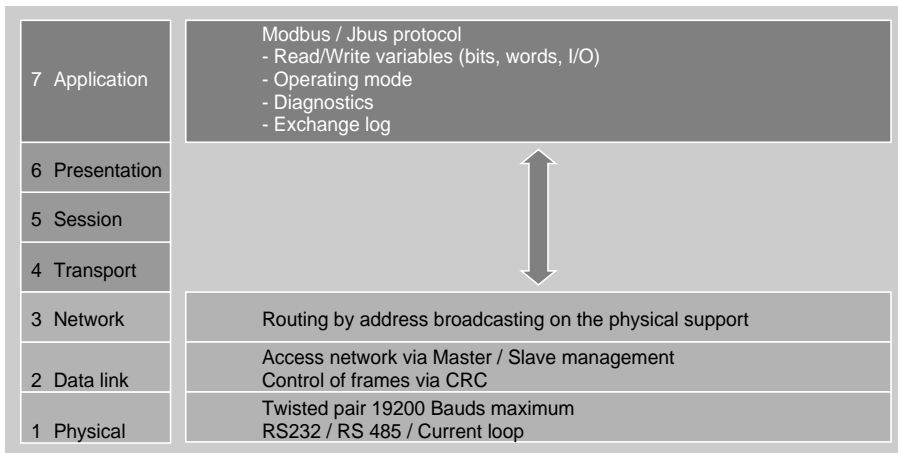 Modbus / Jbus protocol
- Read/Write variables (bits, words, I/O)
7 Application
- Operating mode
- Diagnostics
- Exchange log
6 Presentation
5 Session
4 Transport
3 Network
Routing by address broadcasting on the physical support
Access network via Master / Slave management
2 Data link
Control of frames via CRC
Twisted pair 19200 Bauds maximum
1 Physical
RS232 / RS 485 / Current loop